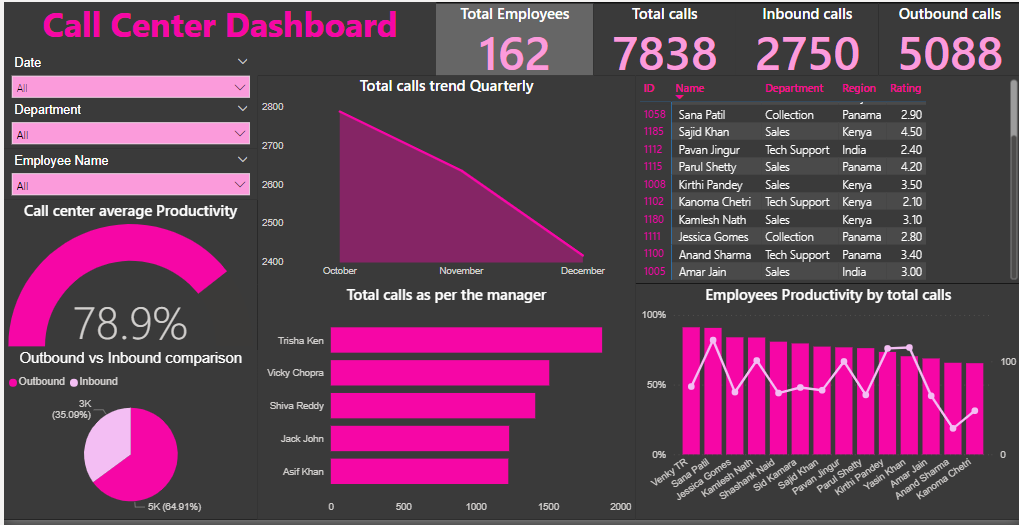 Call Center Dashboard
Total Employees
162
Total calls
7838
Inbound calls
2750
Outbound calls
5088
Date
All
Department
All
Employee Name
All
Call center average Productivity
78.9%
Outbound vs Inbound comparison
Outbound Inbound
3K
(35.09%)
5K (64.91%)
Total calls trend Quarterly
2800
2700
2600
2500
2400
October November December
Total calls as per the manager
Trisha Ken
Vicky Chopra
Shiva Reddy
Jack John
Asif Khan
0 500 1000 1500 2000
ID Name Department Region Rating
1058 Sana Patil Collection Panama 2.90
1185 Sajid Khan Sales Kenya 4.50
1112 Pavan Jingur Tech Support India 2.40
1115 Parul Shetty Sales Panama 4.20
1008 Kirthi Pandey Sales Kenya 3.50
1102 Kanoma Chetri Tech Support Kenya 2.10
1180 Kamlesh Nath Sales Kenya 3.10
1111 Jessica Gomes Collection Panama 2.80
1100 Anand Sharma Tech Support Panama 3.40
1005 Amar Jain Sales India 3.00
Employees Productivity by total calls
100%
50%
0%
100
0
Venky TR
Sana Patil
Jessica Gomes
Kamlesh Nath
Shashank Naid
Sid Kamara
Sajid Khan
Pavan Jingur
Parul Shetty
Kirthi Pandey
Yasin Khan
Amar Jain
Anand Sharma
Kanoma Chetri